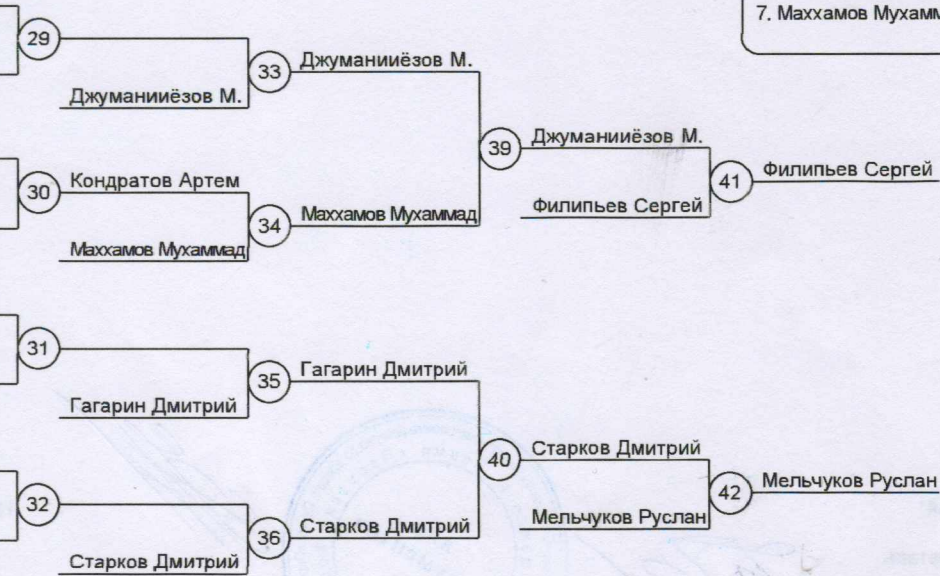 7. Маххамов Мухамм
29
33
Джуманииёзов М.
Джуманииёзов М.
39
Джуманииёзов М.
41
Филипьев Сергей
30
Кондратов Артем
Филипьев Сергей
34
Маххамов Мухаммад
Маххамов Мухаммад
31
35
Гагарин Дмитрий
Гагарин Дмитрий
40
Старков Дмитрий
42
Мельчуков Руслан
32
Мельчуков Руслан
36
Старков Дмитрий
Старков Дмитрий